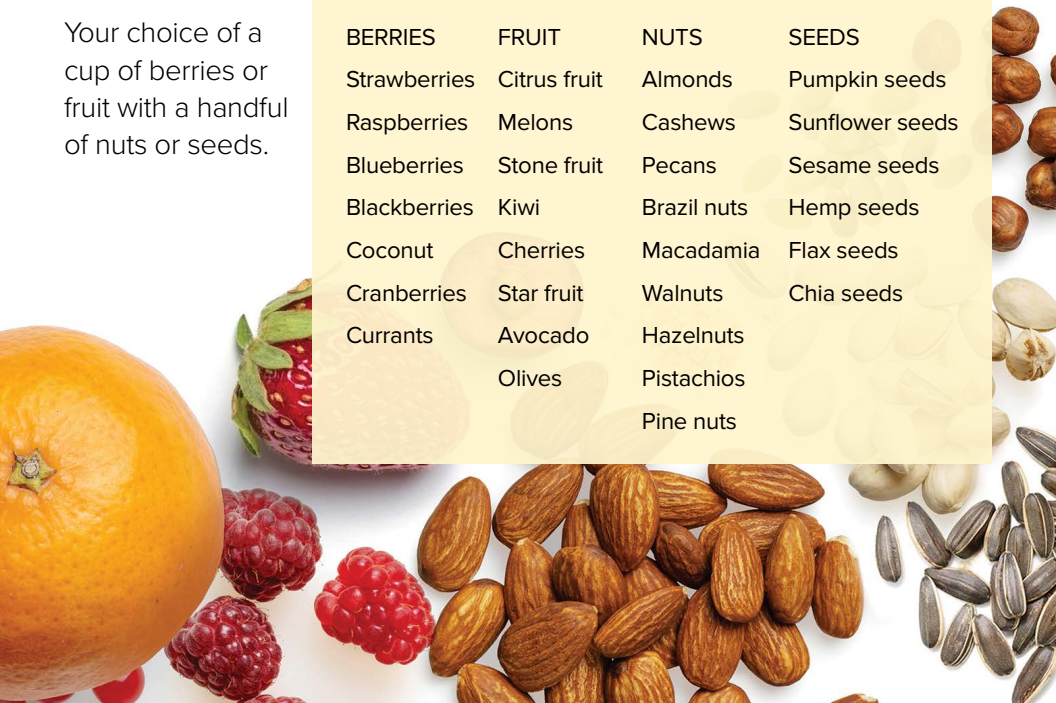 Your choice of a
cup of berries or
fruit with a handful
of nuts or seeds.
BERRIES
Strawberries
Raspberries
Blueberries
Blackberries
Coconut
Cranberries
Currants
FRUIT
Citrus fruit
Melons
Stone fruit
Kiwi
Cherries
Star fruit
Avocado
Olives
NUTS
Almonds
Cashews
Pecans
Brazil nuts
Macadamia
Walnuts
Hazelnuts
Pistachios
Pine nuts
SEEDS
Pumpkin seeds
Sunflower seeds
Sesame seeds
Hemp seeds
Flax seeds
Chia seeds